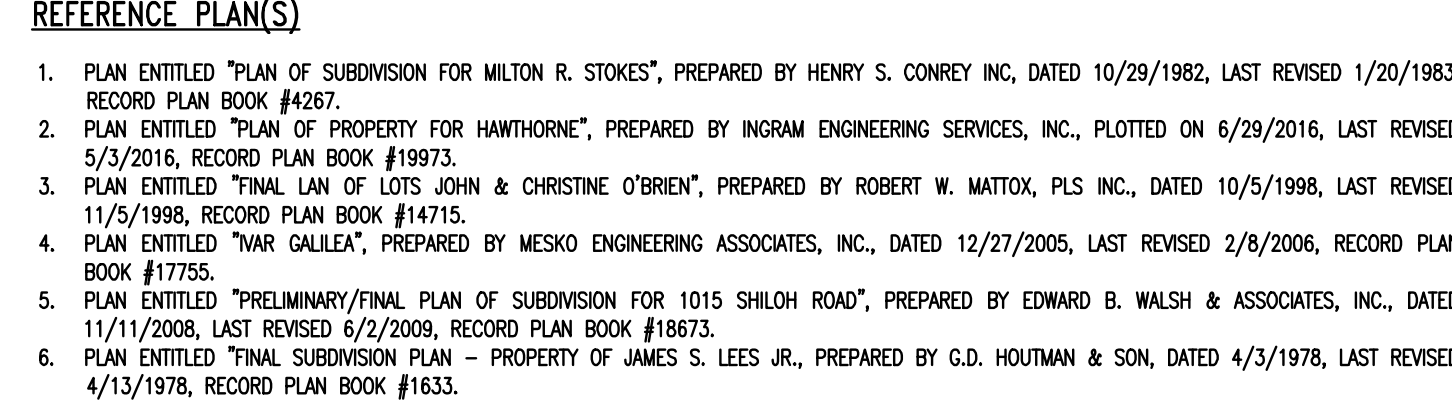 REFERENCE PLAN(S)
1. PLAN ENTITLED "PLAN OF SUBDIVISION FOR MILTON R. STOKES", PREPARED BY HENRY S. CONREY INC, DATED 10/29/1982, LAST REVISED 1/20/1983
RECORD PLAN BOOK #4267.
2. PLAN ENTITLED "PLAN OF PROPERTY FOR HAWTHORNE", PREPARED BY INGRAM ENGINEERING SERVICES, INC., PLOTTED ON 6/29/2016, LAST REVISED
5/3/2016, RECORD PLAN BOOK #19973.
3. PLAN ENTITLED "FINAL LAN OF LOTS JOHN & CHRISTINE O'BRIEN", PREPARED BY ROBERT W. MATTOX, PLS INC., DATED 10/5/1998, LAST REVISED
11/5/1998, RECORD PLAN BOOK #14715.
4. PLAN ENTITLED "IVAR GALILEA", PREPARED BY MESKO ENGINEERING ASSOCIATES, INC., DATED 12/27/2005, LAST REVISED 2/8/2006, RECORD PLAN
BOOK #17755.
5. PLAN ENTITLED "PRELIMINARY/FINAL PLAN OF SUBDIVISION FOR 1015 SHILOH ROAD", PREPARED BY EDWARD B. WALSH & ASSOCIATES, INC., DATED
11/11/2008, LAST REVISED 6/2/2009, RECORD PLAN BOOK #18673.
6. PLAN ENTITLED "FINAL SUBDIVISION PLAN – PROPERTY OF JAMES S. LEES JR., PREPARED BY G.D. HOUTMAN & SON, DATED 4/3/1978, LAST REVISED
4/13/1978, RECORD PLAN BOOK #1633.